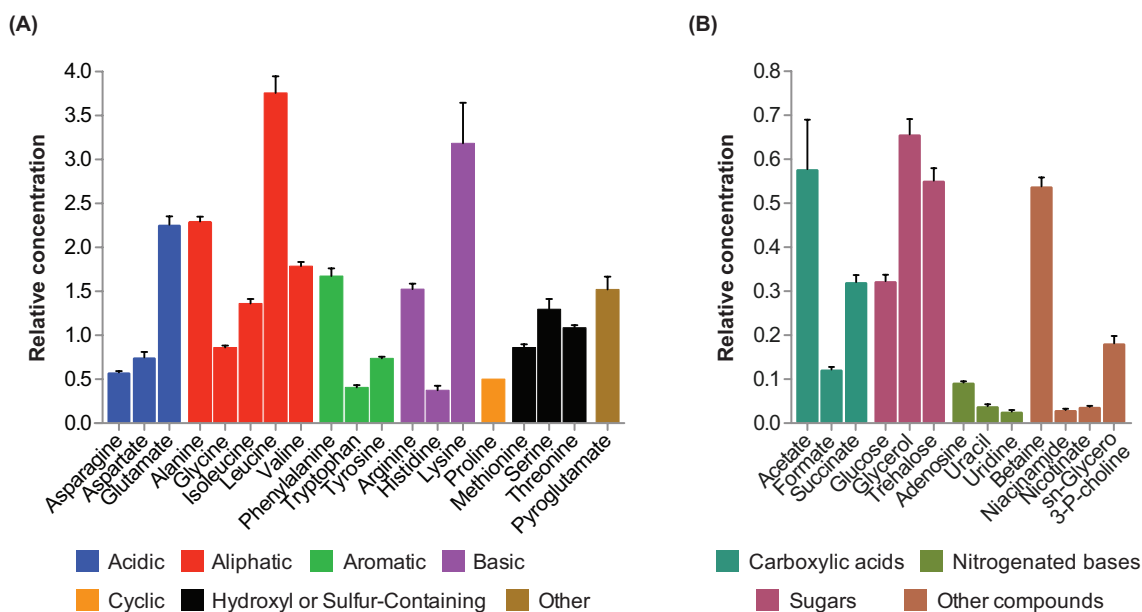 (A)
Relative concentration
4.0
3.5
3.0
2.5
2.0
1.5
1.0
0.5
0.0
Asparagine
Aspartate
Glutamate
Alanine
Glycine
Isoleucine
Leucine
Valine
Phenylalanine
Tryptophan
Tyrosine
Arginine
Histidine
Lysine
Proline
Methionine
Serine
Threonine
Pyroglutamate
Acidic
Aliphatic
Aromatic
Basic
Cyclic
Hydroxyl or Sulfur-Containing
Other
(B)
Relative concentration
0.8
0.7
0.6
0.5
0.4
0.3
0.2
0.1
0.0
Acetate
Formate
Succinate
Glucose
Glycerol
Trenalose
Adenosine
Uracil
Uridine
Betaine
Niacinamide
Nicotinate
sn-Glycero
3-P-choline
Carboxylic acids
Nitrogenated bases
Sugars
Other compounds